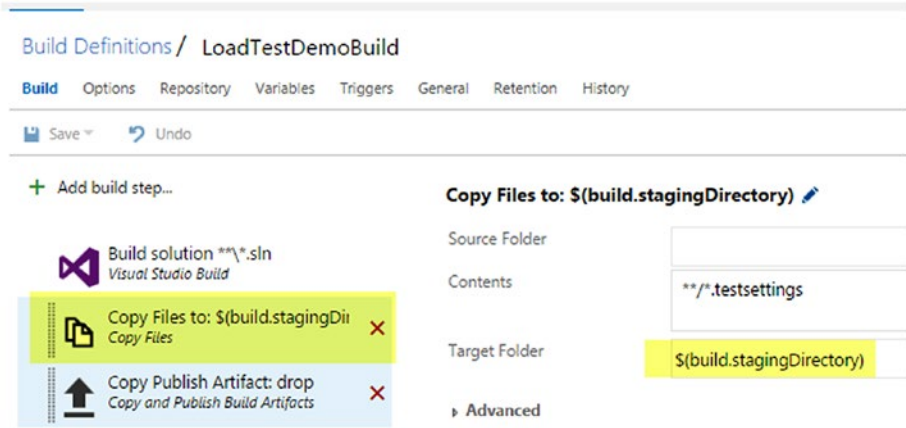 Build Definitions / LoadTestDemoBuild
Build Options Repository Variables Triggers General Retention History
Save Undo
+ Add build step...
Build solution **\*.sln
Visual Studio Build
Copy Files to: $(build.stagingDir
Copy Files
Copy Publish Artifact: drop
Copy and Publish Build Artifacts
Copy Files to: $(build.stagingDirectory)
Source Folder
Contents
**/*.testsettings
Target Folder
$(build.stagingDirectory)
Advanced